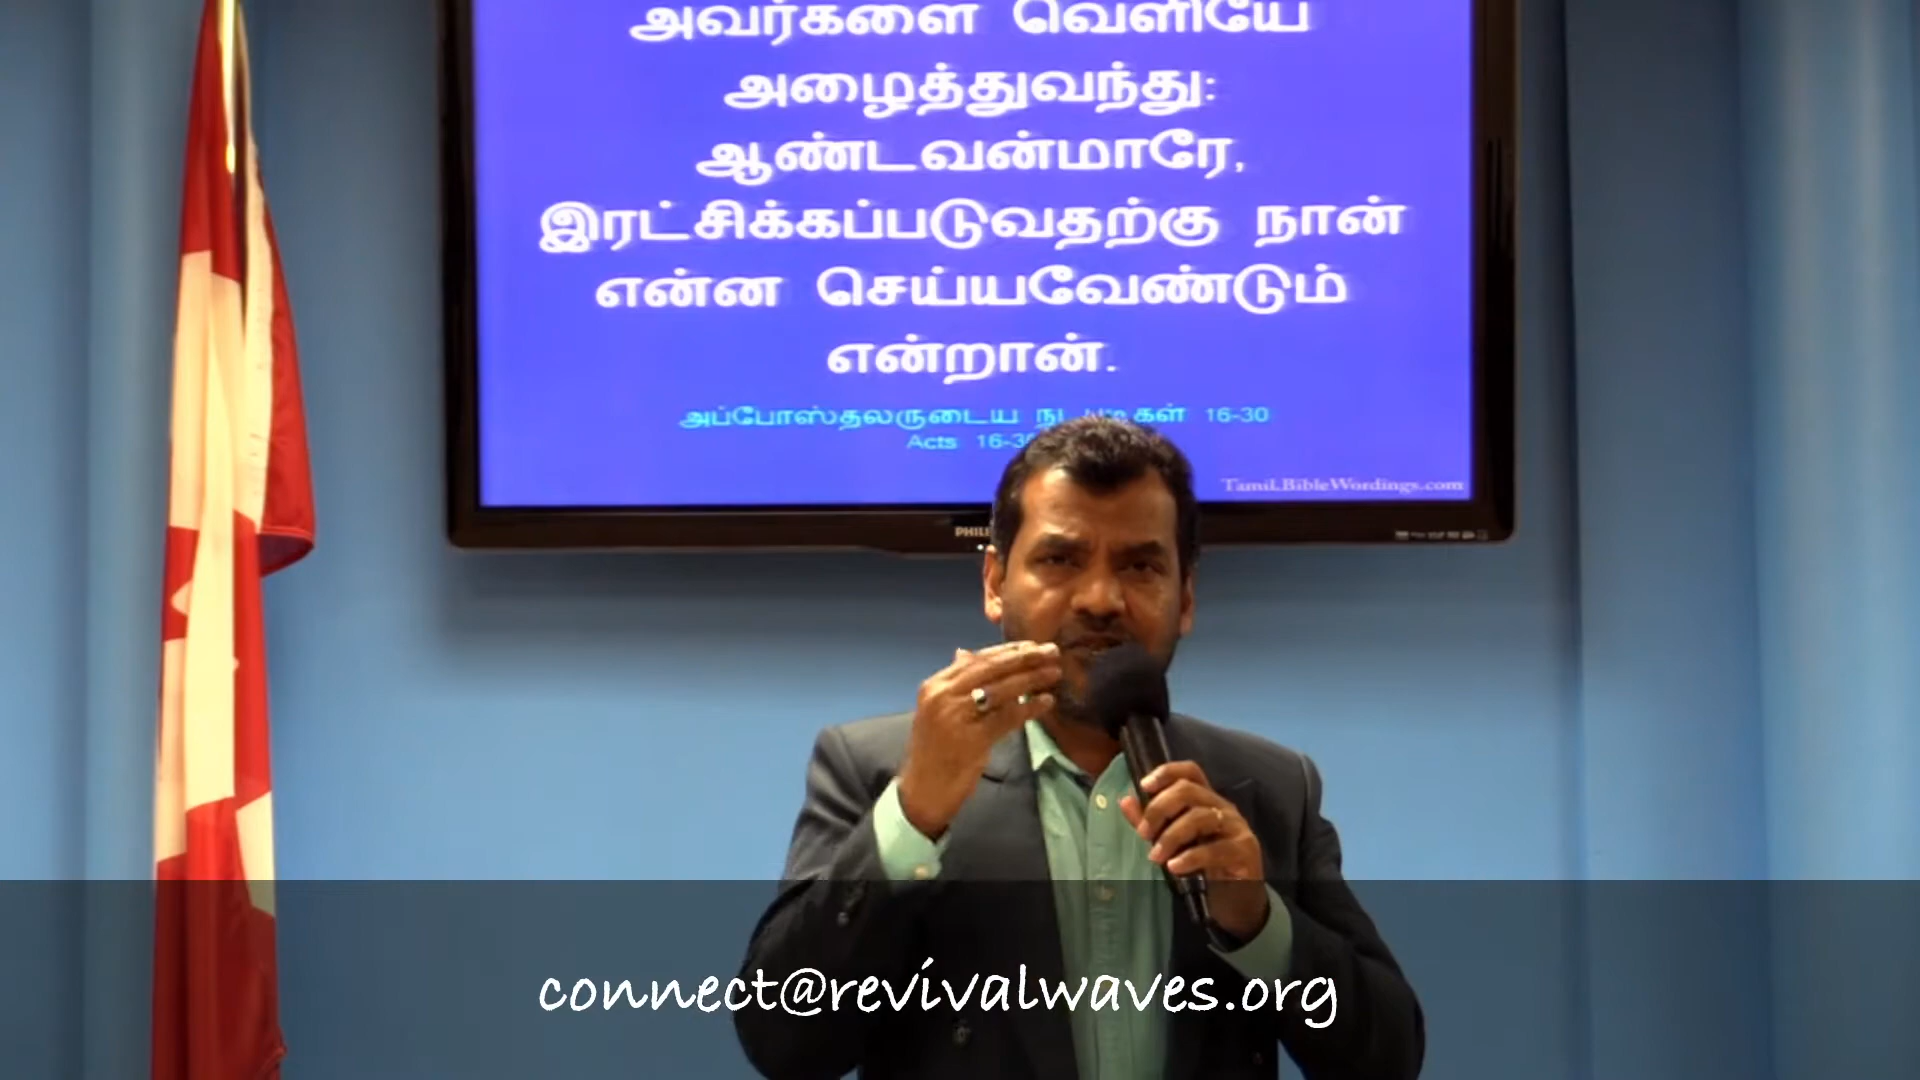 அவர்களை வெளியே
அழைத்துவந்து:
ஆண்டவன்மாரே,
இரட்சிக்கப்படுவதற்கு நான்
என்ன செய்யவேண்டும்
என்றான்.
அப்போஸ்தலருடைய 16-30
Acts
TamiLBibleWordings.com
connect@revivalwaves.org